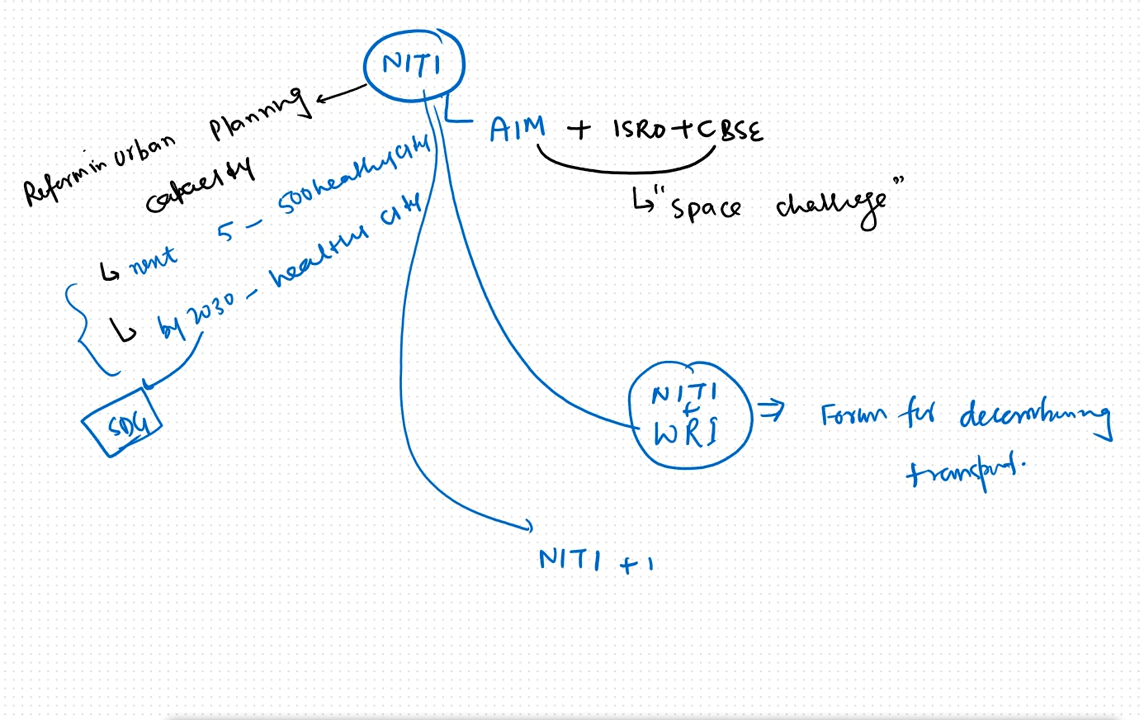 NITI
AIM + ISRO + CBSE
"space challenge"
Reform in urban planning
capacity
↳ next 5 - 500 healthy city
↳ by 2030 - healthy city
SDG
NITI
+
WRI
⇒ Forum for decarbonising
transport.
NITI + I